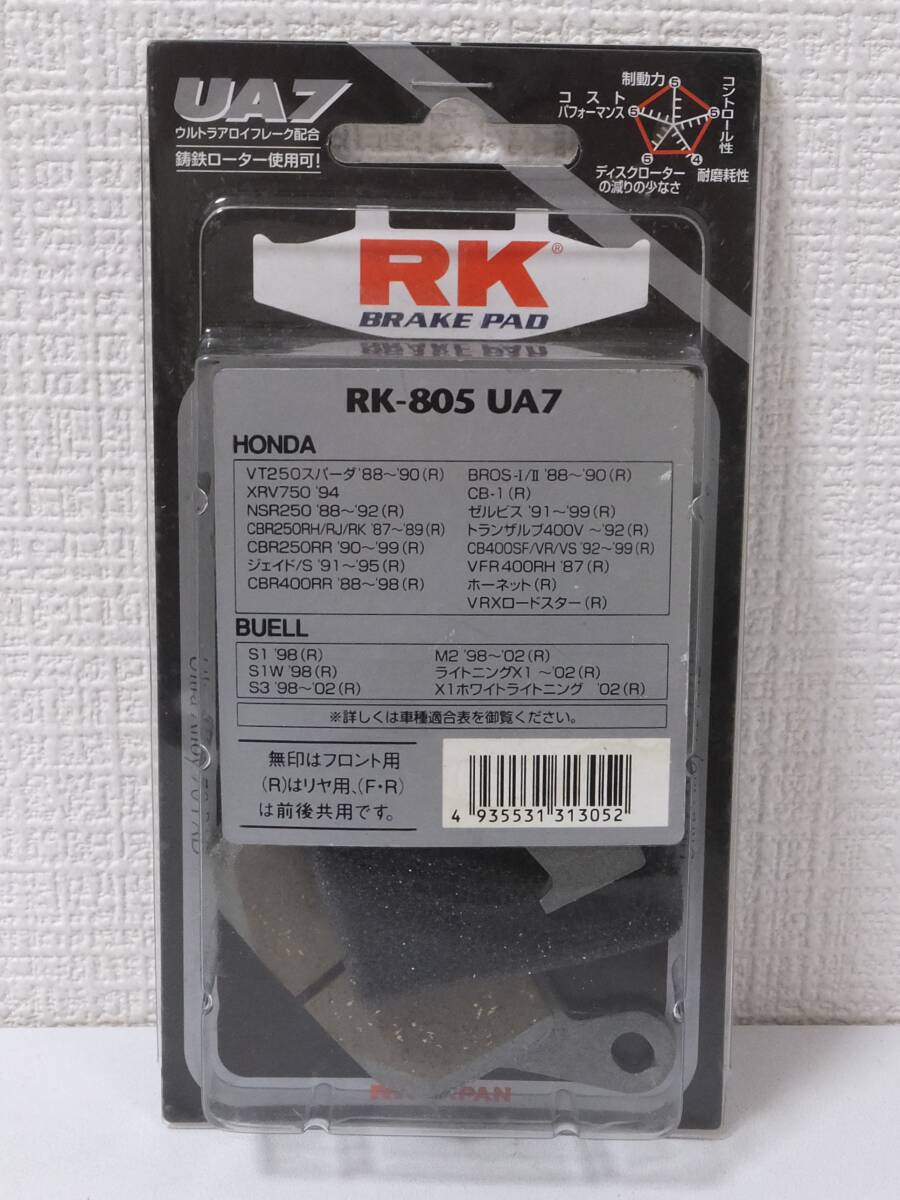 UA7
ウルトラアロイフレーク配合
鋳鉄ローター使用可!
制動力
コスト
パフォーマンス
コントロール性
5
5
5
5
4
ディスクローター
の減りの少なさ
耐磨耗性
RK®
BRAKE PAD
RK-805 UA7
HONDA
VT250スパーダ'88～'90(R)
XRV750 '94
NSR250 '88～'92(R)
CBR250RH/RJ/RK '87～'89(R)
CBR250RR '90～'99(R)
ジェイド/S '91～'95(R)
CBR400RR '88～'98(R)
BROS-I/II '88～'90(R)
CB-1(R)
ゼルビス '91～'99(R)
トランザルプ400V ～'92(R)
CB400SF/VR/VS '92～'99(R)
VFR400RH '87(R)
ホーネット(R)
VRXロードスター(R)
BUELL
S1 '98(R)
S1W '98(R)
S3 '98～'02(R)
M2 '98～'02(R)
ライトニングX1 ～'02(R)
X1ホワイトライトニング '02(R)
※詳しくは車種適合表を御覧ください。
無印はフロント用
(R)はリヤ用、(F・R)
は前後共用です。
4 935531 313052